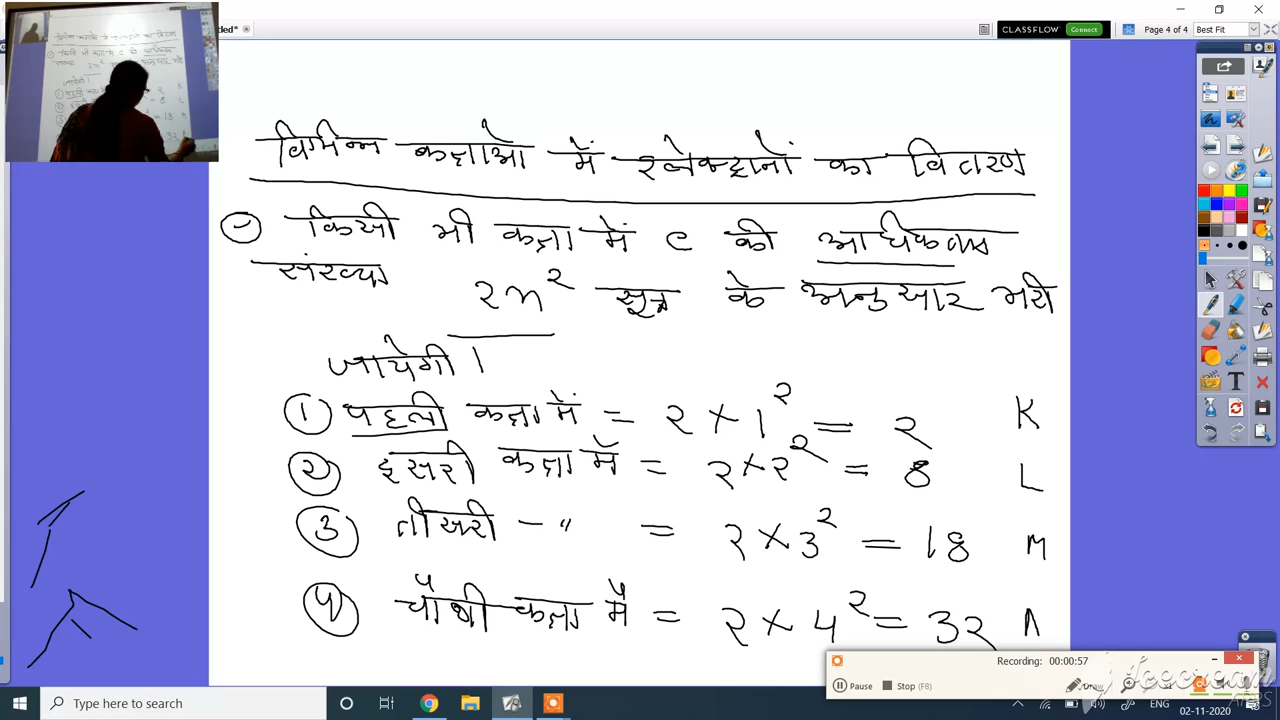 CLASSFLOW Connect Page 4 of 4 Best Fit
विभिन्न कक्षाओ में इलेक्ट्रानों का वितरण
किसी भी कक्षा में e की अधिकतम
संख्या 2n² सूत्र के अनुसार भरी
जायेगी।
① पहली कक्षा में = 2 × 1² = 2 K
② दूसरी कक्षा में = 2 × 2² = 8 L
③ तीसरी – " = 2 × 3² = 18 M
④ चौथी कक्षा में = 2 × 4² = 32
Recording: 00:00:57
Pause Stop (F8) Draw
Type here to search
ENG
02-11-2020